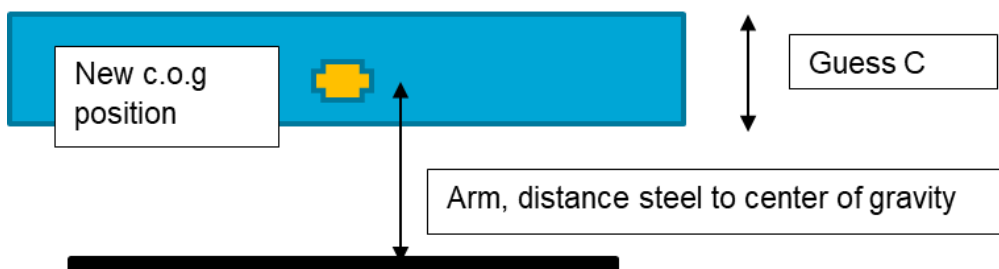 New c.o.g
position
Guess C
Arm, distance steel to center of gravity